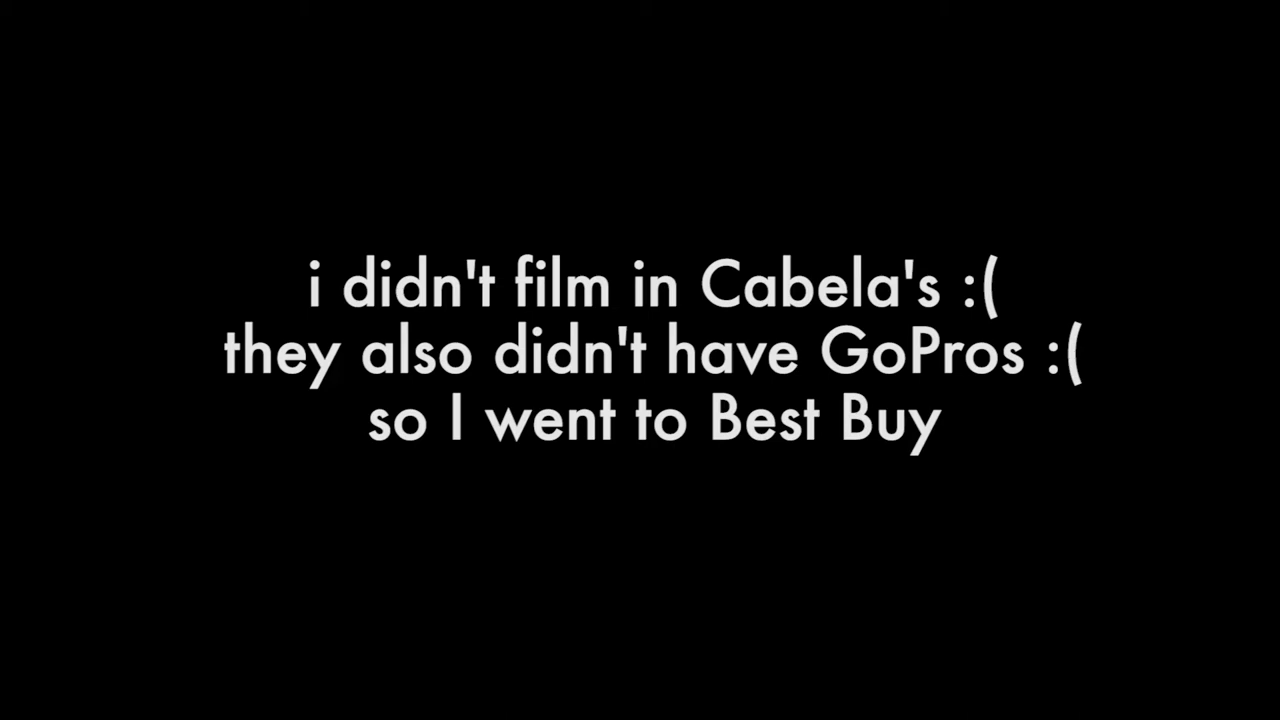 i didn't film in Cabela's :(
they also didn't have GoPros :(
so I went to Best Buy